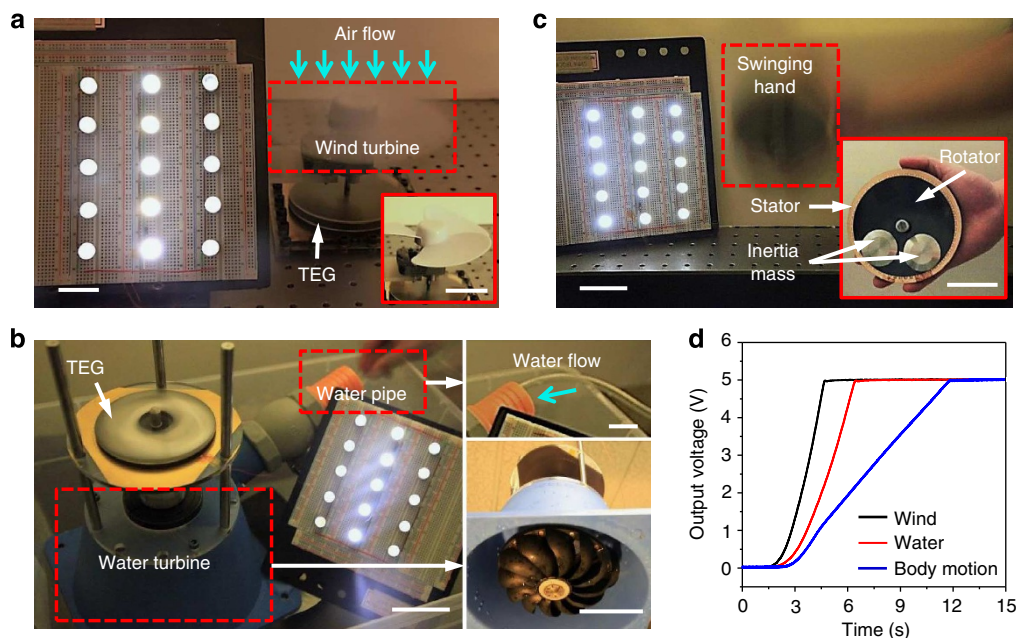 a
Air flow
Wind turbine
TEG
c
Swinging
hand
Rotator
Stator
Inertia
mass
b
TEG
Water pipe
Water turbine
Water flow
d
6
5
4
3
2
1
0
Output voltage (V)
Wind
Water
Body motion
0
3
6
9
12
15
Time (s)